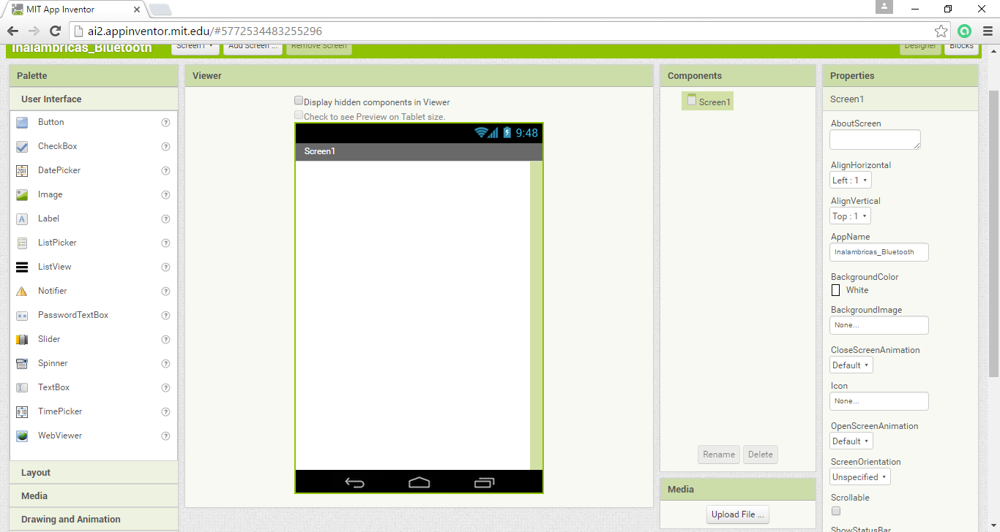 MIT App Inventor
ai2.appinventor.mit.edu/#5772534483255296
Inalambricas_Bluetooth Screen1 Add Screen ... Remove Screen Designer Blocks
Palette
User Interface
Button
CheckBox
DatePicker
Image
Label
ListPicker
ListView
Notifier
PasswordTextBox
Slider
Spinner
TextBox
TimePicker
WebViewer
Layout
Media
Drawing and Animation
Viewer
Display hidden components in Viewer
Check to see Preview on Tablet size.
9:48
Screen1
Components
Screen1
Rename Delete
Media
Upload File ...
Properties
Screen1
AboutScreen
AlignHorizontal
Left : 1
AlignVertical
Top : 1
AppName
Inalambricas_Bluetooth
BackgroundColor
White
BackgroundImage
None...
CloseScreenAnimation
Default
Icon
None...
OpenScreenAnimation
Default
ScreenOrientation
Unspecified
Scrollable
ShowStatusBar